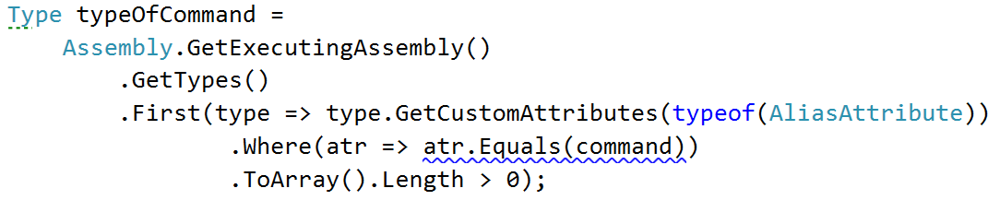 Type typeOfCommand =
    Assembly.GetExecutingAssembly()
        .GetTypes()
        .First(type => type.GetCustomAttributes(typeof(AliasAttribute))
                .Where(atr => atr.Equals(command))
                .ToArray().Length > 0);